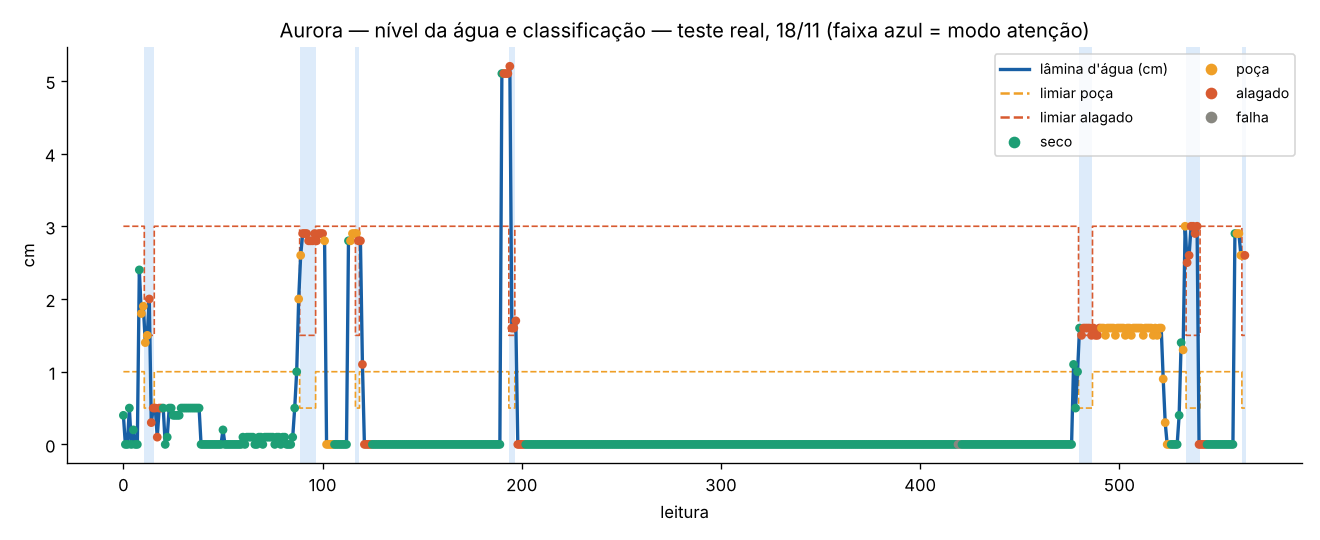 Aurora — nível da água e classificação — teste real, 18/11 (faixa azul = modo atenção)
lâmina d'água (cm)
limiar poça
limiar alagado
seco
poça
alagado
falha
5
4
3
2
1
0
cm
0 100 200 300 400 500
leitura